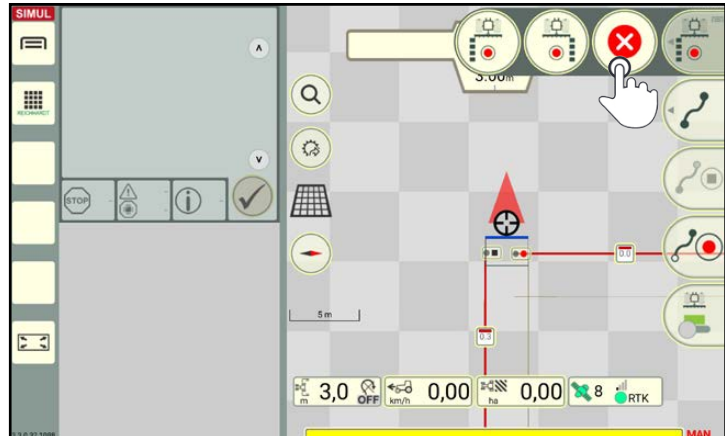 SIMUL
3.00m
REICHHARDT
STOP
0.0
5 m
0.3
m 3,0 OFF km/h 0,00 ha 0,00 8 RTK
MAN